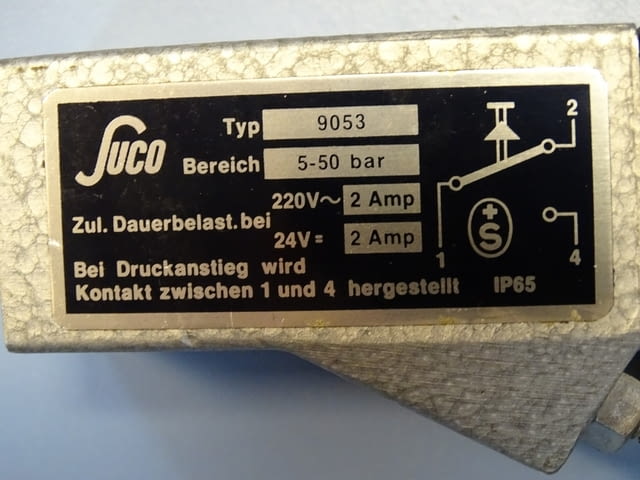 SUCO
Typ 9053
Bereich 5-50 bar
Zul. Dauerbelast. bei
220V~ 2 Amp
24V= 2 Amp
Bei Druckanstieg wird
Kontakt zwischen 1 und 4 hergestellt
IP65
2
1
4
+S